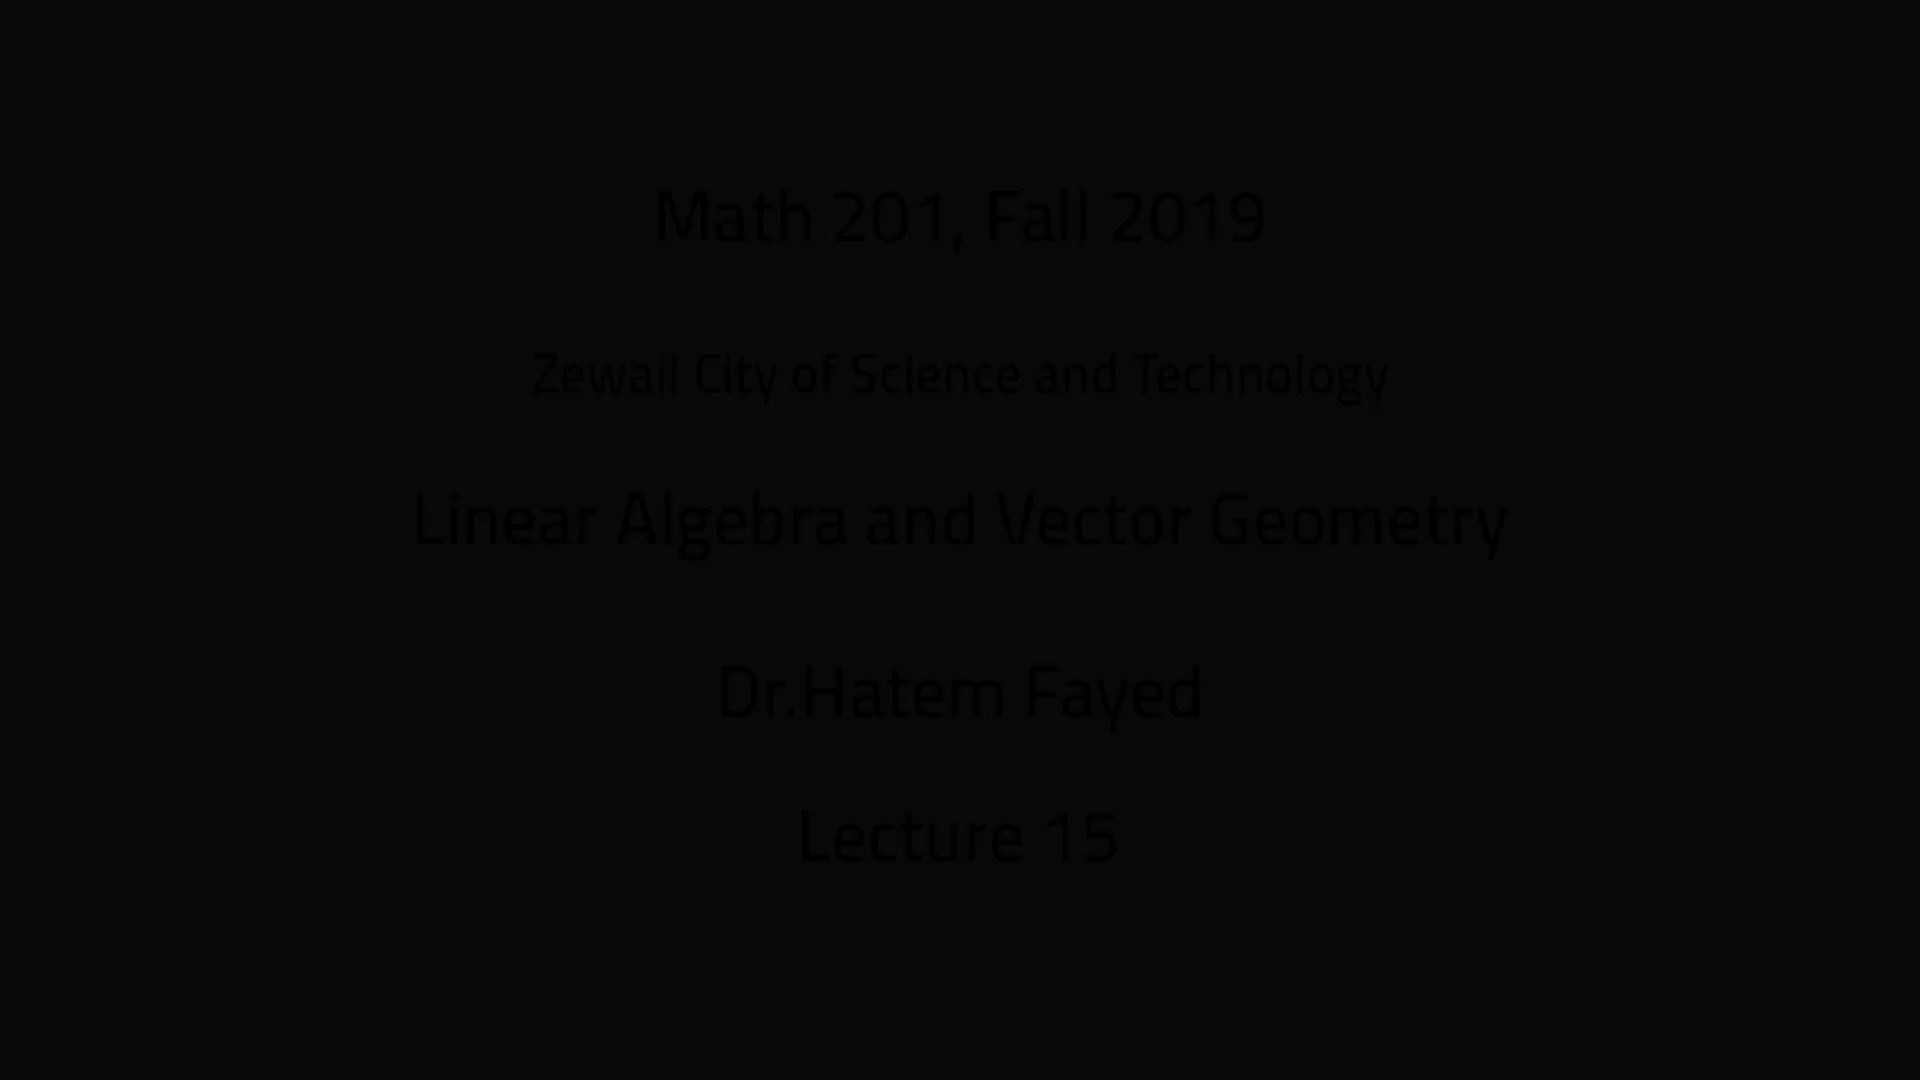 Math 201, Fall 2019
Zewail City of Science and Technology
Linear Algebra and Vector Geometry
Dr.Hatem Fayed
Lecture 15